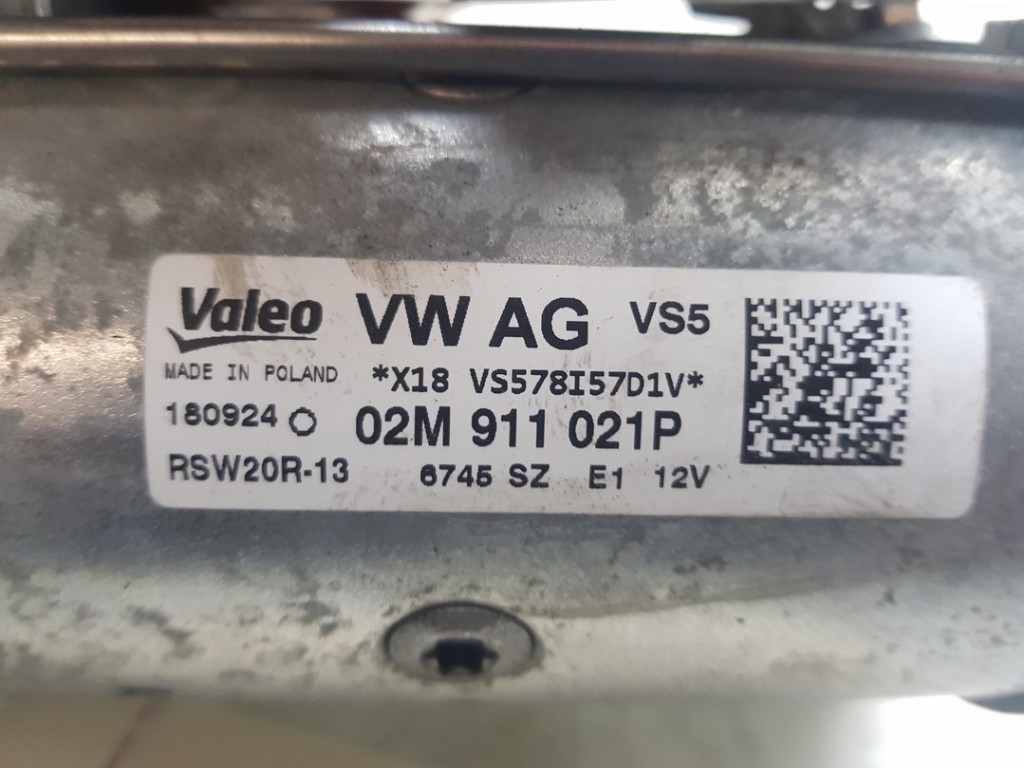 Valeo VW AG VS5
MADE IN POLAND *X18 VS578I57D1V*
180924 02M 911 021P
RSW20R-13 6745 SZ E1 12V